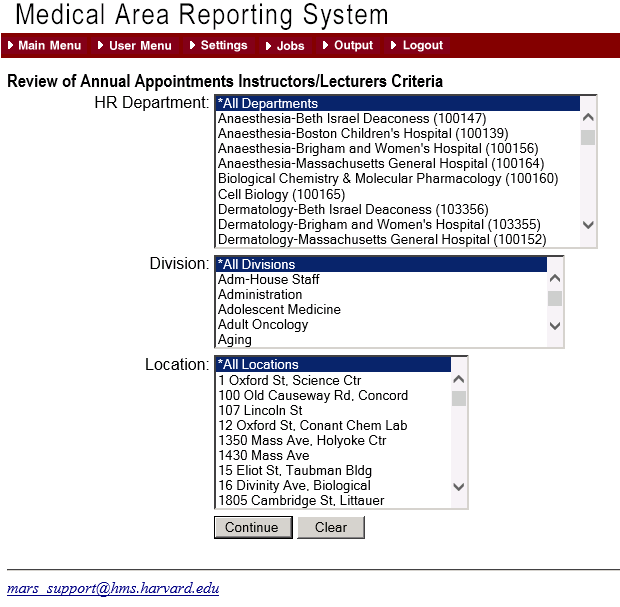 Medical Area Reporting System
Main Menu User Menu Settings Jobs Output Logout
Review of Annual Appointments Instructors/Lecturers Criteria
HR Department: *All Departments
Anaesthesia-Beth Israel Deaconess (100147)
Anaesthesia-Boston Children's Hospital (100139)
Anaesthesia-Brigham and Women's Hospital (100156)
Anaesthesia-Massachusetts General Hospital (100164)
Biological Chemistry & Molecular Pharmacology (100160)
Cell Biology (100165)
Dermatology-Beth Israel Deaconess (103356)
Dermatology-Brigham and Women's Hospital (103355)
Dermatology-Massachusetts General Hospital (100152)
Division: *All Divisions
Adm-House Staff
Administration
Adolescent Medicine
Adult Oncology
Aging
Location: *All Locations
1 Oxford St, Science Ctr
100 Old Causeway Rd, Concord
107 Lincoln St
12 Oxford St, Conant Chem Lab
1350 Mass Ave, Holyoke Ctr
1430 Mass Ave
15 Eliot St, Taubman Bldg
16 Divinity Ave, Biological
1805 Cambridge St, Littauer
Continue Clear
mars_support@hms.harvard.edu